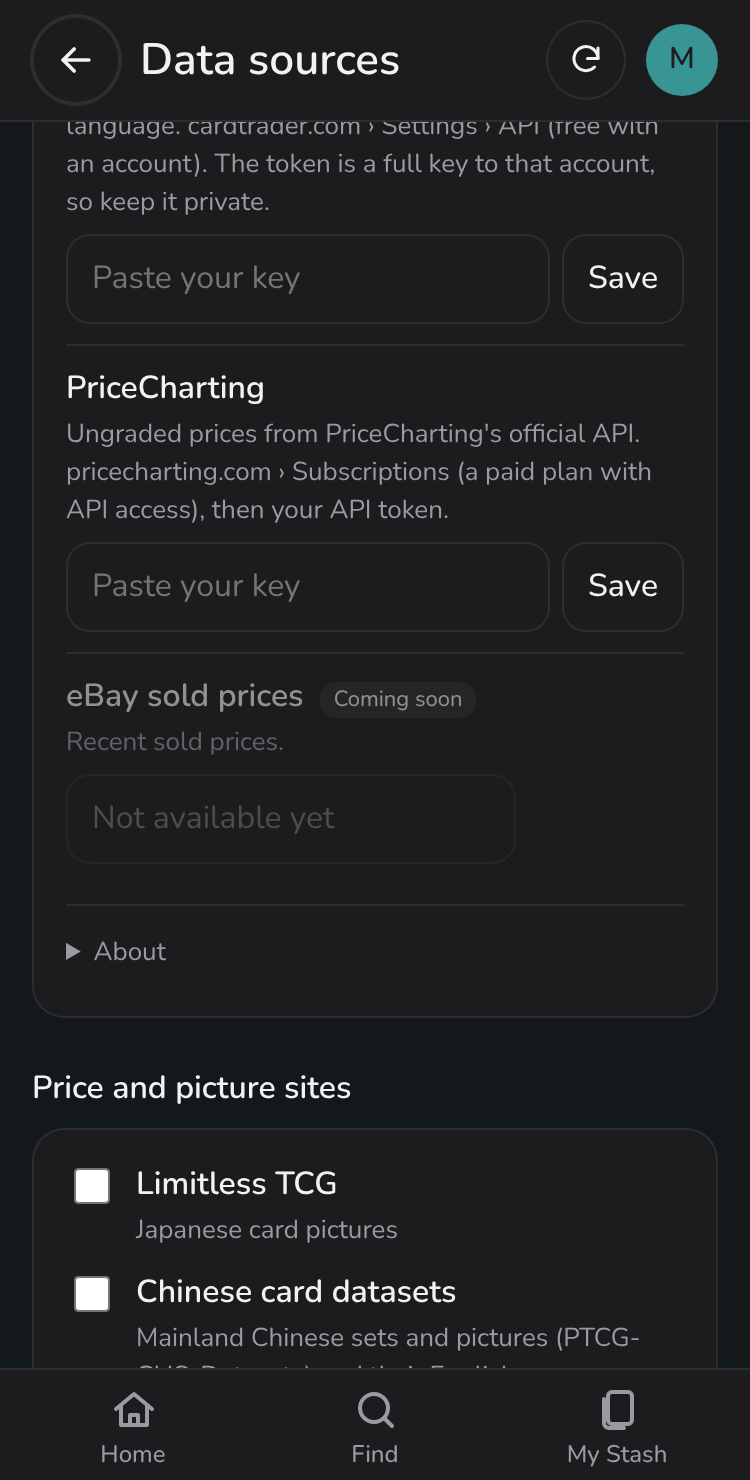 Data sources
M
language. cardtrader.com › Settings › API (free with
an account). The token is a full key to that account,
so keep it private.
Paste your key
Save
PriceCharting
Ungraded prices from PriceCharting's official API.
pricecharting.com › Subscriptions (a paid plan with
API access), then your API token.
Paste your key
Save
eBay sold prices
Coming soon
Recent sold prices.
Not available yet
About
Price and picture sites
Limitless TCG
Japanese card pictures
Chinese card datasets
Mainland Chinese sets and pictures (PTCG-
Home
Find
My Stash